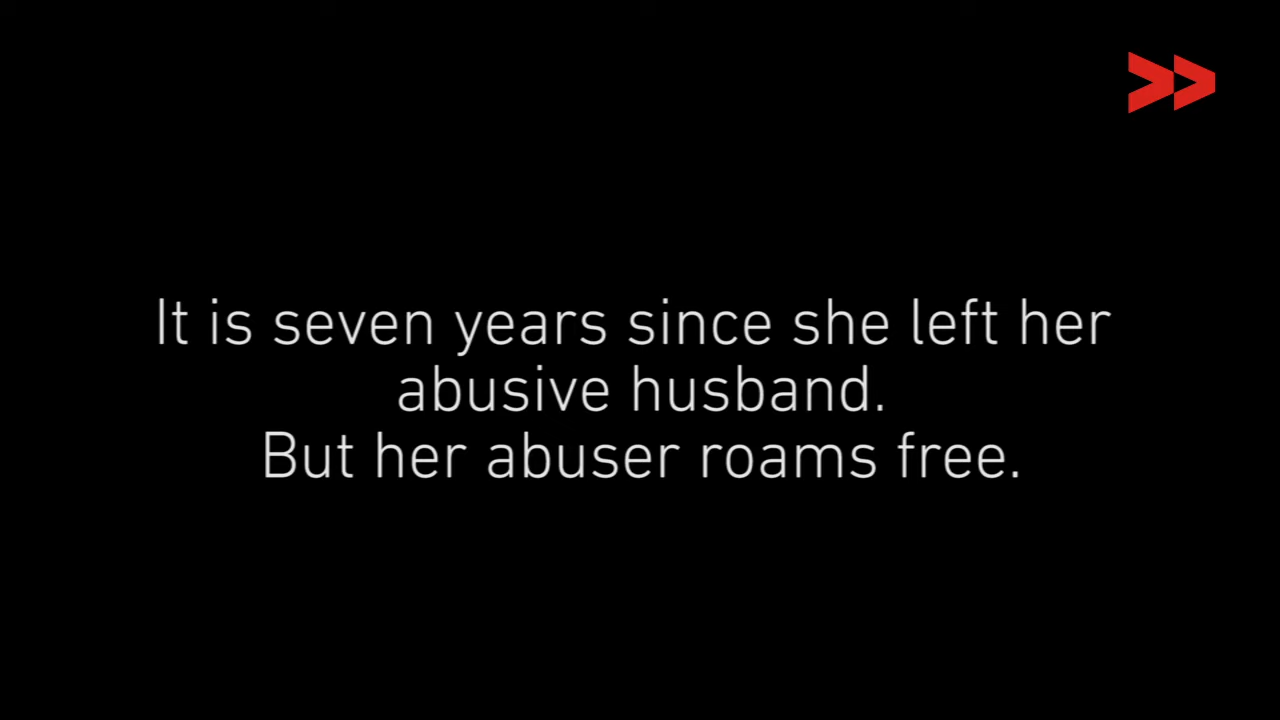 It is seven years since she left her
abusive husband.
But her abuser roams free.